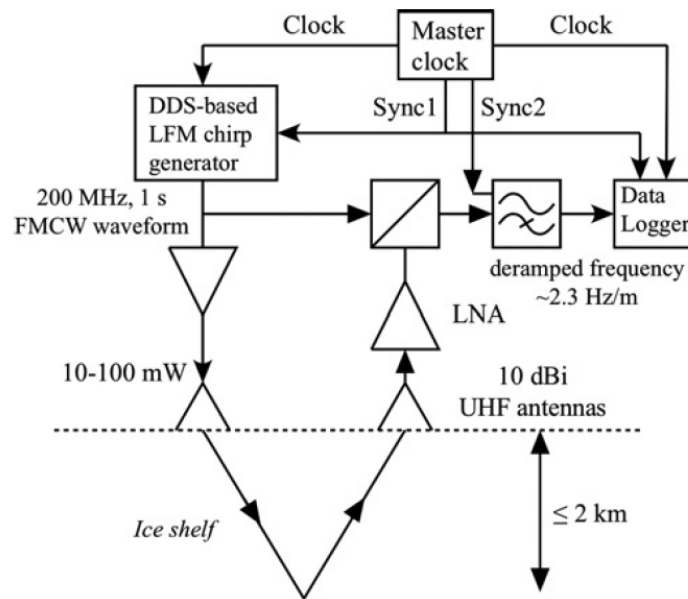 Clock
Master
clock
Clock
DDS-based
LFM chirp
generator
Sync1
Sync2
200 MHz, 1 s
FMCW waveform
Data
Logger
deramped frequency
~2.3 Hz/m
LNA
10-100 mW
10 dBi
UHF antennas
Ice shelf
≤ 2 km